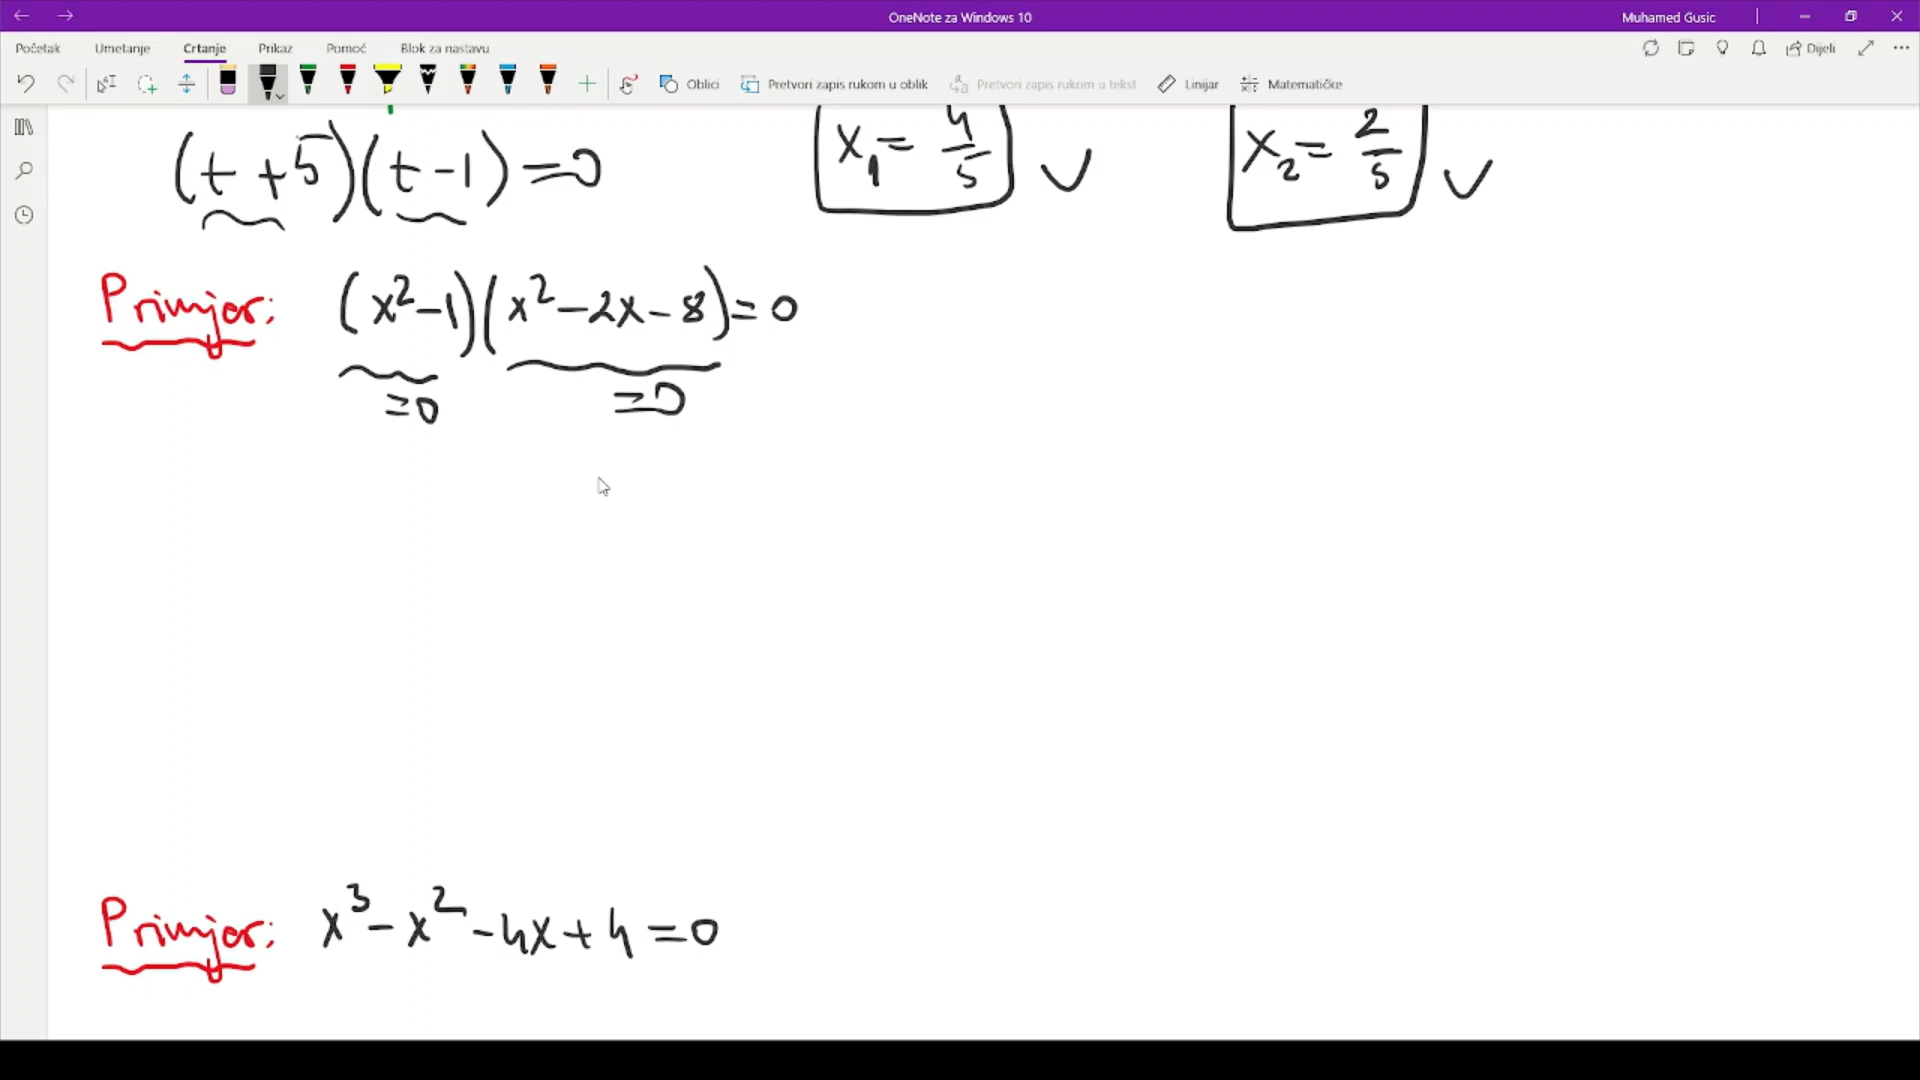 OneNote za Windows 10
Muhamed Gusic
Početak Umetanje Crtanje Prikaz Pomoć Blok za nastavu
Dijeli
Oblici Pretvori zapis rukom u oblik Pretvori zapis rukom u tekst Linijar Matematičke
(t+5)(t-1)=0
x₁= 4/5
x₂= 2/5
Primjer: (x²-1)(x²-2x-8)=0
=0 =0
Primjer: x³-x²-4x+4=0